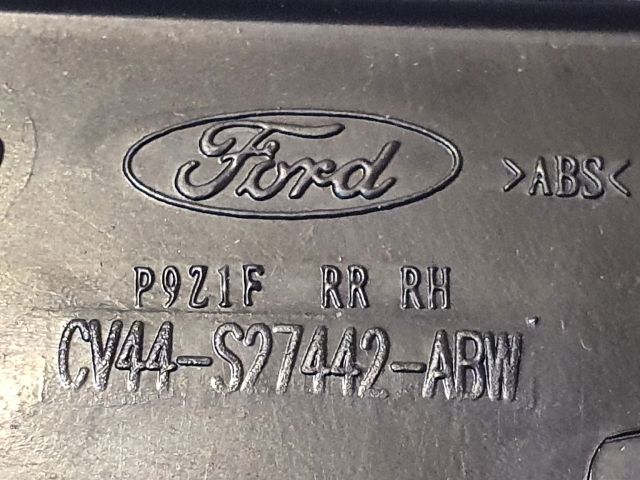 Ford
>ABS<
P9Z1F RR RH
CV44-S27442-ABW